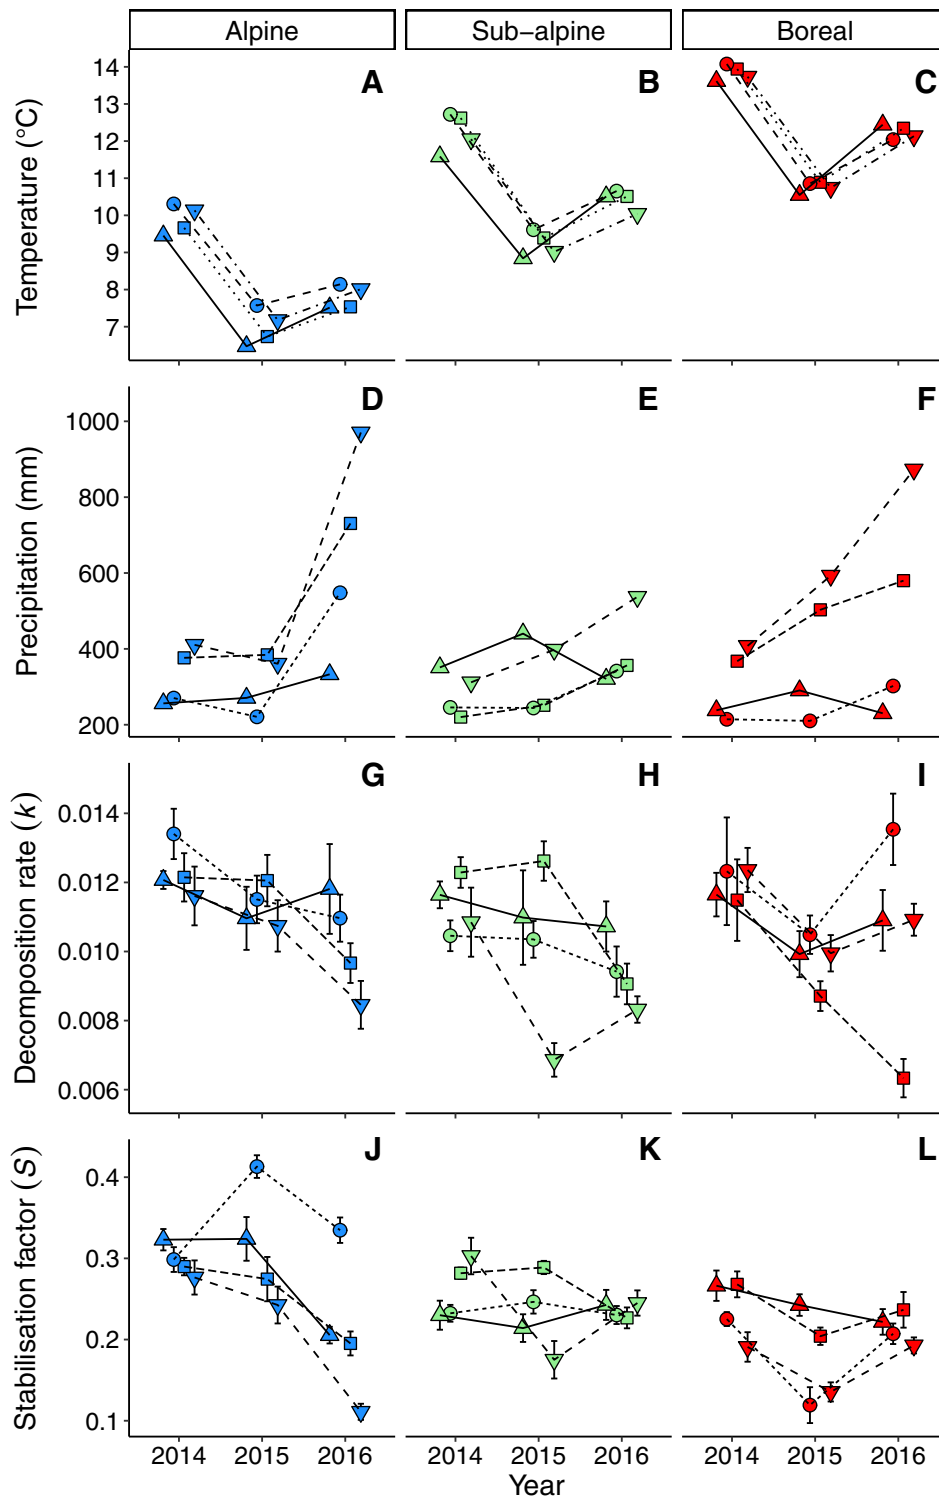 Alpine Sub−alpine Boreal
A B C
Temperature (°C)
14
13
12
11
10
9
8
7
D E F
Precipitation (mm)
1000
800
600
400
200
G H I
Decomposition rate (k)
0.014
0.012
0.010
0.008
0.006
J K L
Stabilisation factor (S)
0.4
0.3
0.2
0.1
2014 2015 2016 2014 2015 2016 2014 2015 2016
Year